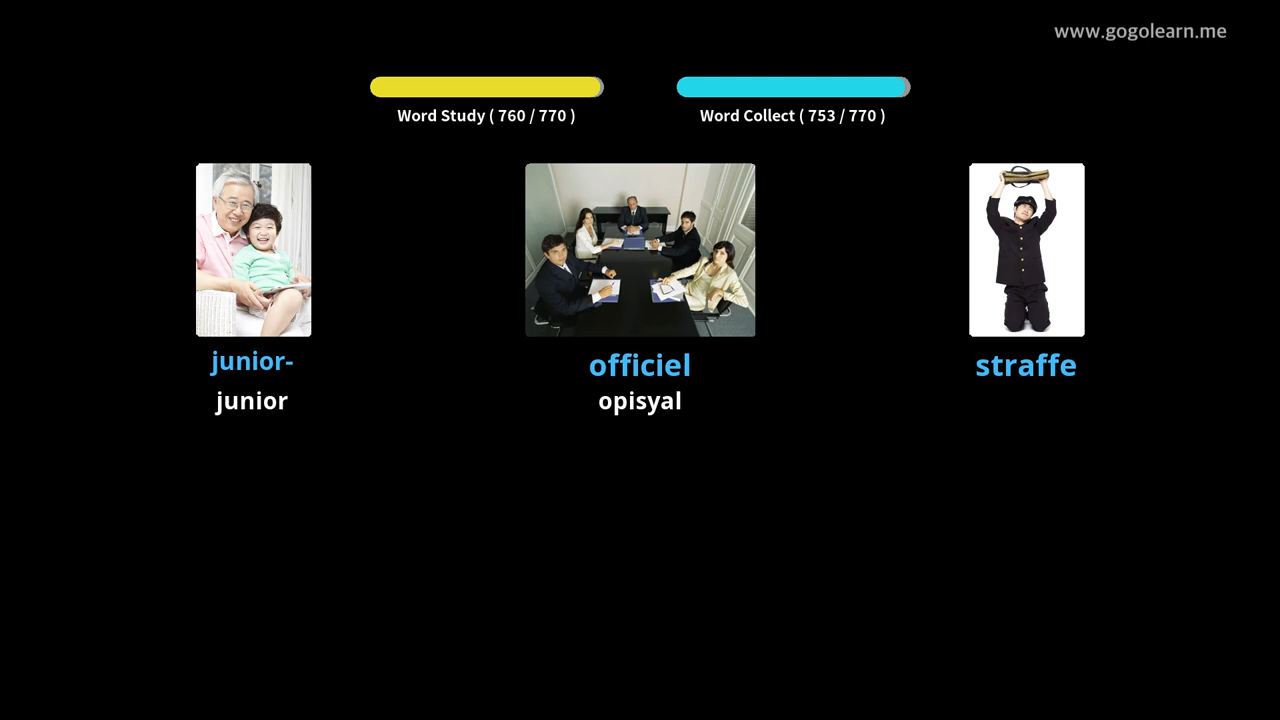 www.gogolearn.me
Word Study ( 760 / 770 )
Word Collect ( 753 / 770 )
junior-
junior
officiel
opisyal
straffe